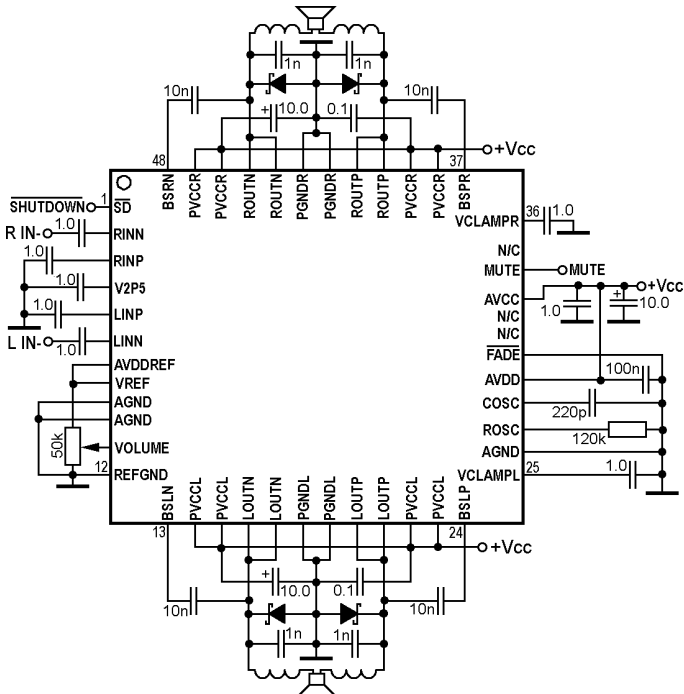 1n 1n
10n 10n
+ 10.0 0.1
+Vcc
48 37
BSRN PVCCR PVCCR ROUTN ROUTN PGNDR PGNDR ROUTP ROUTP PVCCR PVCCR BSPR
SHUTDOWN 1 SD
VCLAMPR 36 1.0
R IN- 1.0 RINN
N/C
1.0 RINP
MUTE MUTE
1.0 V2P5
AVCC +Vcc
1.0 + 10.0
1.0 LINP
N/C
L IN- 1.0 LINN
N/C
FADE
AVDDREF
100n
VREF
AVDD
AGND
COSC 220p
AGND
ROSC 120k
50k VOLUME
AGND
12 REFGND
VCLAMPL 25 1.0
BSLN PVCCL PVCCL LOUTN LOUTN PGNDL PGNDL LOUTP LOUTP PVCCL PVCCL BSLP
13 24
+Vcc
+ 10.0 0.1
10n 10n
1n 1n